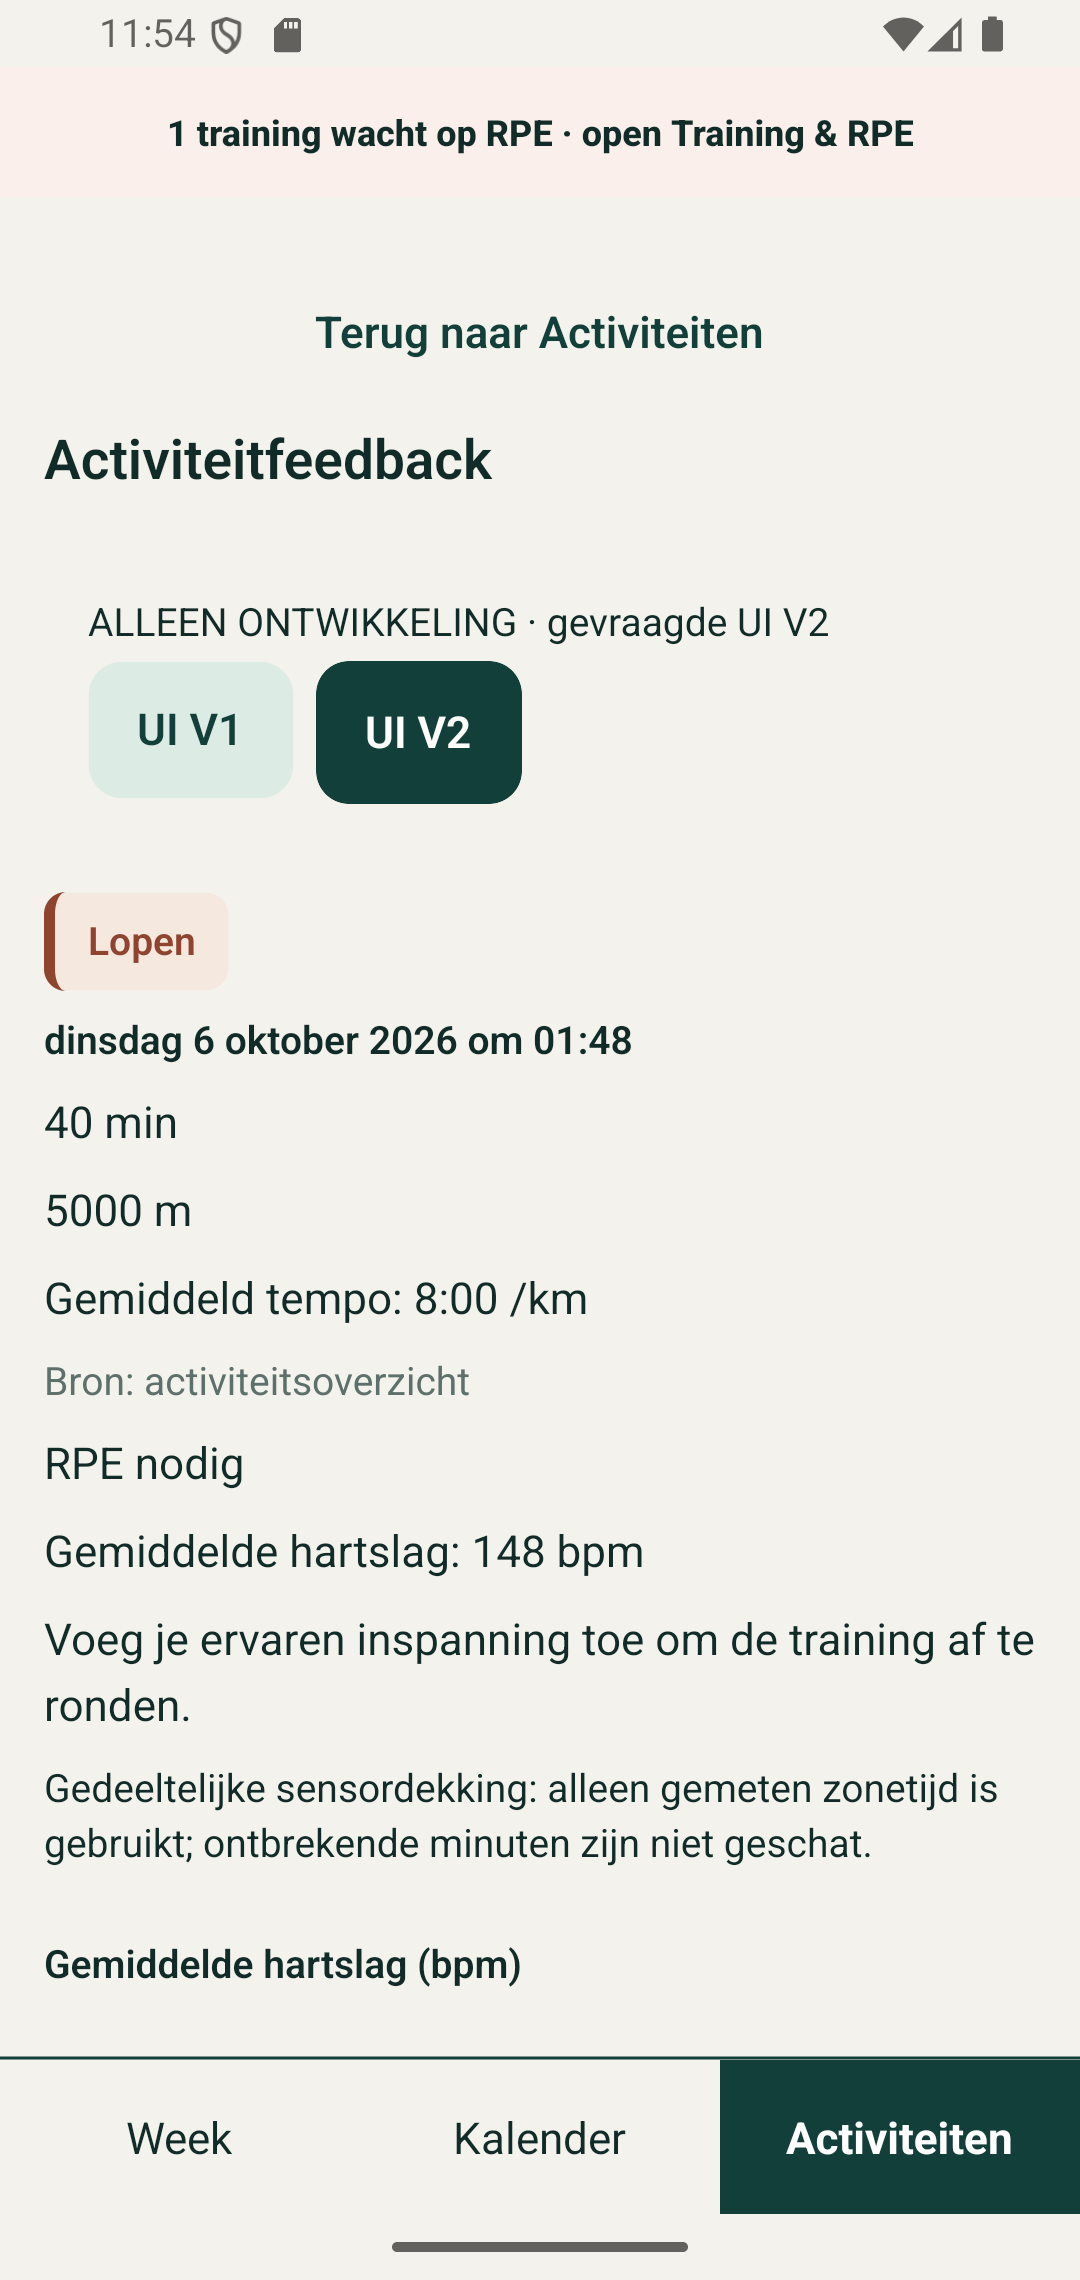 11:54
1 training wacht op RPE · open Training & RPE
Terug naar Activiteiten
Activiteitfeedback
ALLEEN ONTWIKKELING · gevraagde UI V2
UI V1
UI V2
Lopen
dinsdag 6 oktober 2026 om 01:48
40 min
5000 m
Gemiddeld tempo: 8:00 /km
Bron: activiteitsoverzicht
RPE nodig
Gemiddelde hartslag: 148 bpm
Voeg je ervaren inspanning toe om de training af te
ronden.
Gedeeltelijke sensordekking: alleen gemeten zonetijd is
gebruikt; ontbrekende minuten zijn niet geschat.
Gemiddelde hartslag (bpm)
Week
Kalender
Activiteiten